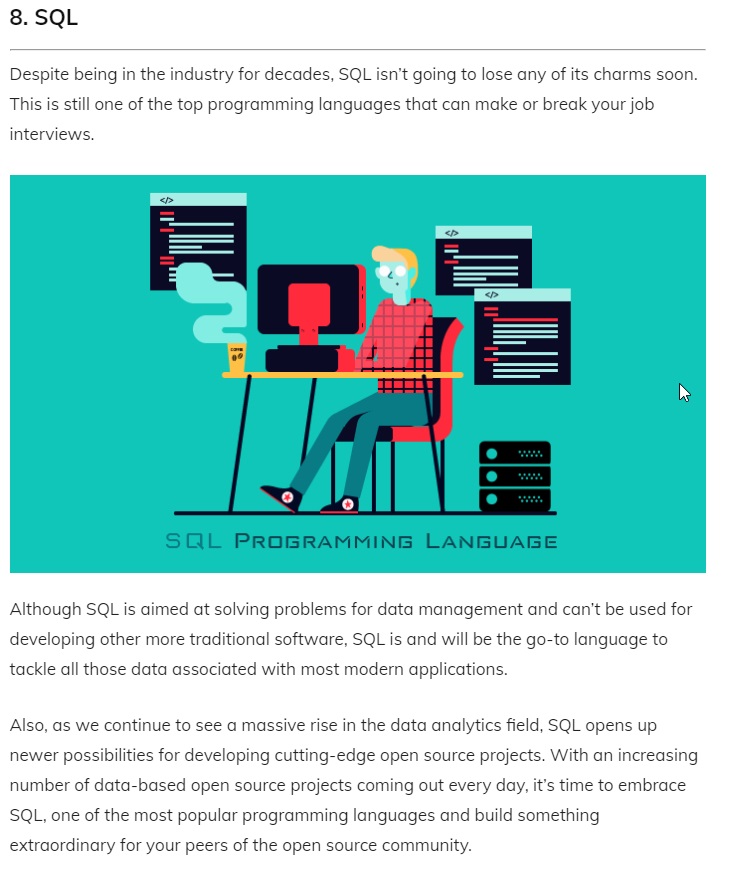 8. SQL
Despite being in the industry for decades, SQL isn't going to lose any of its charms soon.
This is still one of the top programming languages that can make or break your job
interviews.
</>
</>
</>
SQL Programming Language
Although SQL is aimed at solving problems for data management and can't be used for
developing other more traditional software, SQL is and will be the go-to language to
tackle all those data associated with most modern applications.
Also, as we continue to see a massive rise in the data analytics field, SQL opens up
newer possibilities for developing cutting-edge open source projects. With an increasing
number of data-based open source projects coming out every day, it's time to embrace
SQL, one of the most popular programming languages and build something
extraordinary for your peers of the open source community.